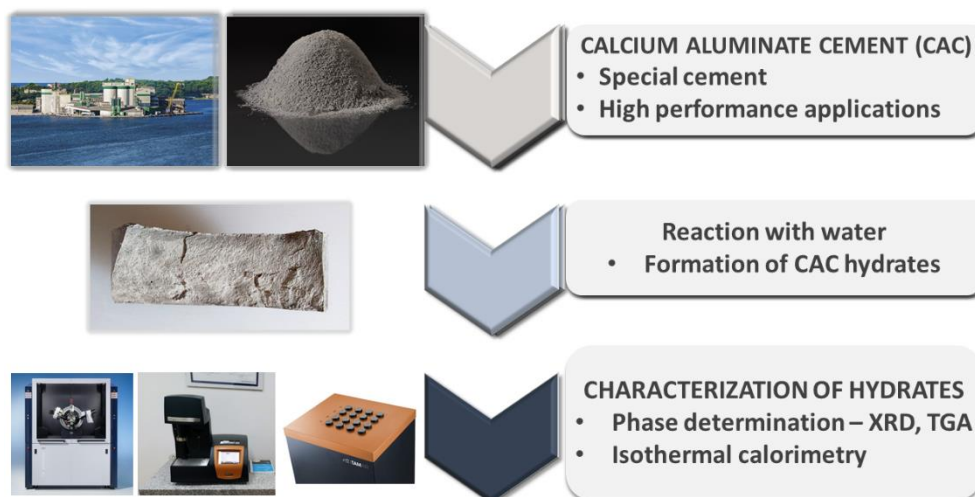 CALCIUM ALUMINATE CEMENT (CAC)
• Special cement
• High performance applications
Reaction with water
• Formation of CAC hydrates
CHARACTERIZATION OF HYDRATES
• Phase determination – XRD, TGA
• Isothermal calorimetry
TAM